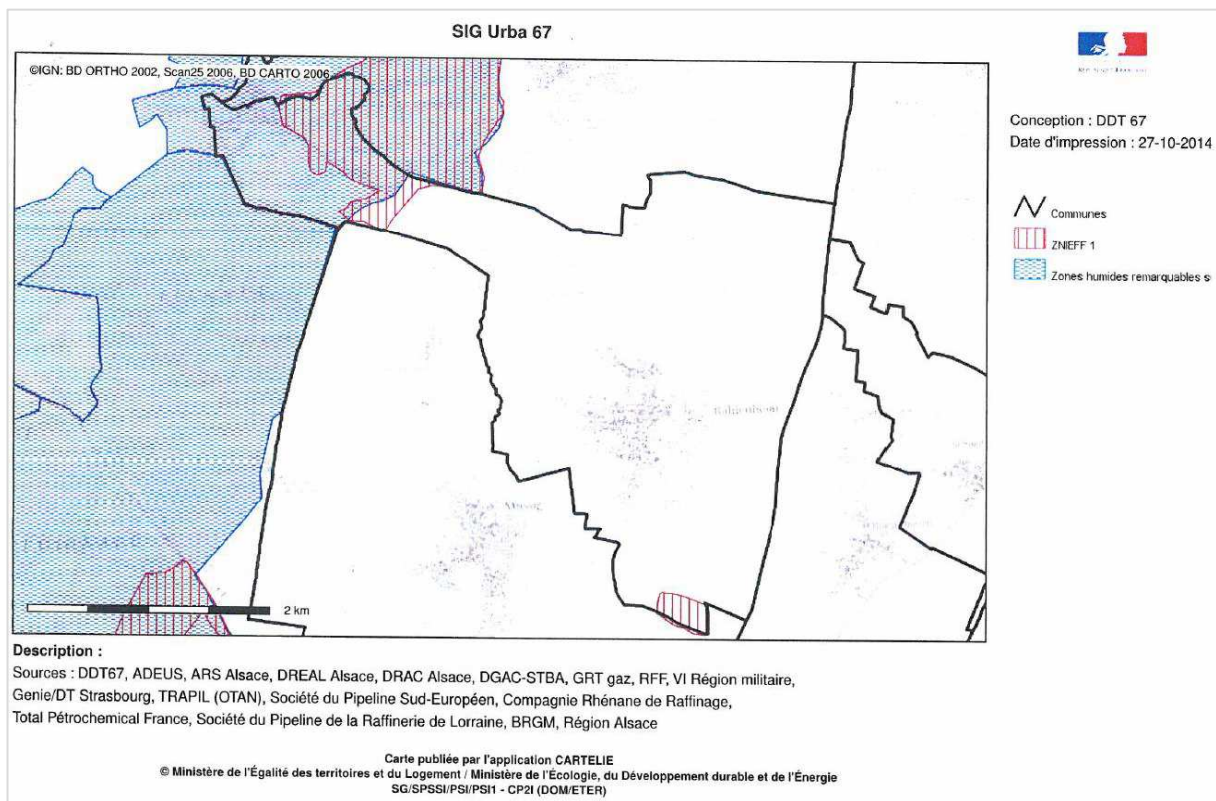 SIG Urba 67
©IGN: BD ORTHO 2002, Scan25 2006, BD CARTO 2006
Conception : DDT 67
Date d'impression : 27-10-2014
Communes
ZNIEFF 1
Zones humides remarquables s
2 km
Description :
Sources : DDT67, ADEUS, ARS Alsace, DREAL Alsace, DRAC Alsace, DGAC-STBA, GRT gaz, RFF, VI Région militaire,
Genie/DT Strasbourg, TRAPIL (OTAN), Société du Pipeline Sud-Européen, Compagnie Rhénane de Raffinage,
Total Pétrochemical France, Société du Pipeline de la Raffinerie de Lorraine, BRGM, Région Alsace
Carte publiée par l'application CARTELIE
© Ministère de l'Égalité des territoires et du Logement / Ministère de l'Écologie, du Développement durable et de l'Énergie
SG/SPSSI/PSI/PSI1 - CP2I (DOM/ETER)